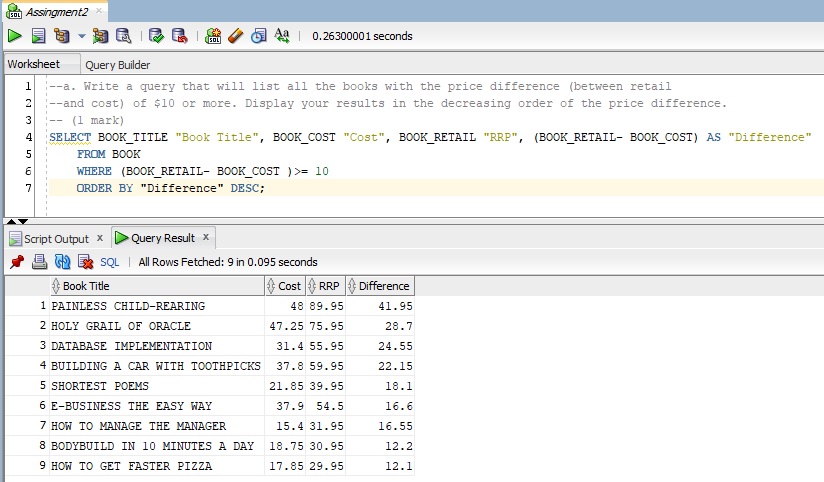 Assingment2
0.26300001 seconds
Worksheet Query Builder
1 --a. Write a query that will list all the books with the price difference (between retail
2 --and cost) of $10 or more. Display your results in the decreasing order of the price difference.
3 -- (1 mark)
4 SELECT BOOK_TITLE "Book Title", BOOK_COST "Cost", BOOK_RETAIL "RRP", (BOOK_RETAIL- BOOK_COST) AS "Difference"
5 FROM BOOK
6 WHERE (BOOK_RETAIL- BOOK_COST )>= 10
7 ORDER BY "Difference" DESC;
Script Output x Query Result x
SQL | All Rows Fetched: 9 in 0.095 seconds
Book Title Cost RRP Difference
1 PAINLESS CHILD-REARING 48 89.95 41.95
2 HOLY GRAIL OF ORACLE 47.25 75.95 28.7
3 DATABASE IMPLEMENTATION 31.4 55.95 24.55
4 BUILDING A CAR WITH TOOTHPICKS 37.8 59.95 22.15
5 SHORTEST POEMS 21.85 39.95 18.1
6 E-BUSINESS THE EASY WAY 37.9 54.5 16.6
7 HOW TO MANAGE THE MANAGER 15.4 31.95 16.55
8 BODYBUILD IN 10 MINUTES A DAY 18.75 30.95 12.2
9 HOW TO GET FASTER PIZZA 17.85 29.95 12.1